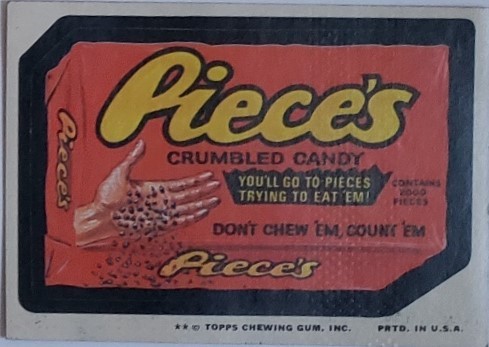 Piece's
CRUMBLED CANDY
Piece's
YOU'LL GO TO PIECES
TRYING TO EAT 'EM!
CONTAINS
2000
PIECES
DON'T CHEW 'EM, COUNT 'EM
Piece's
★★ © TOPPS CHEWING GUM, INC. PRTD. IN U.S.A.